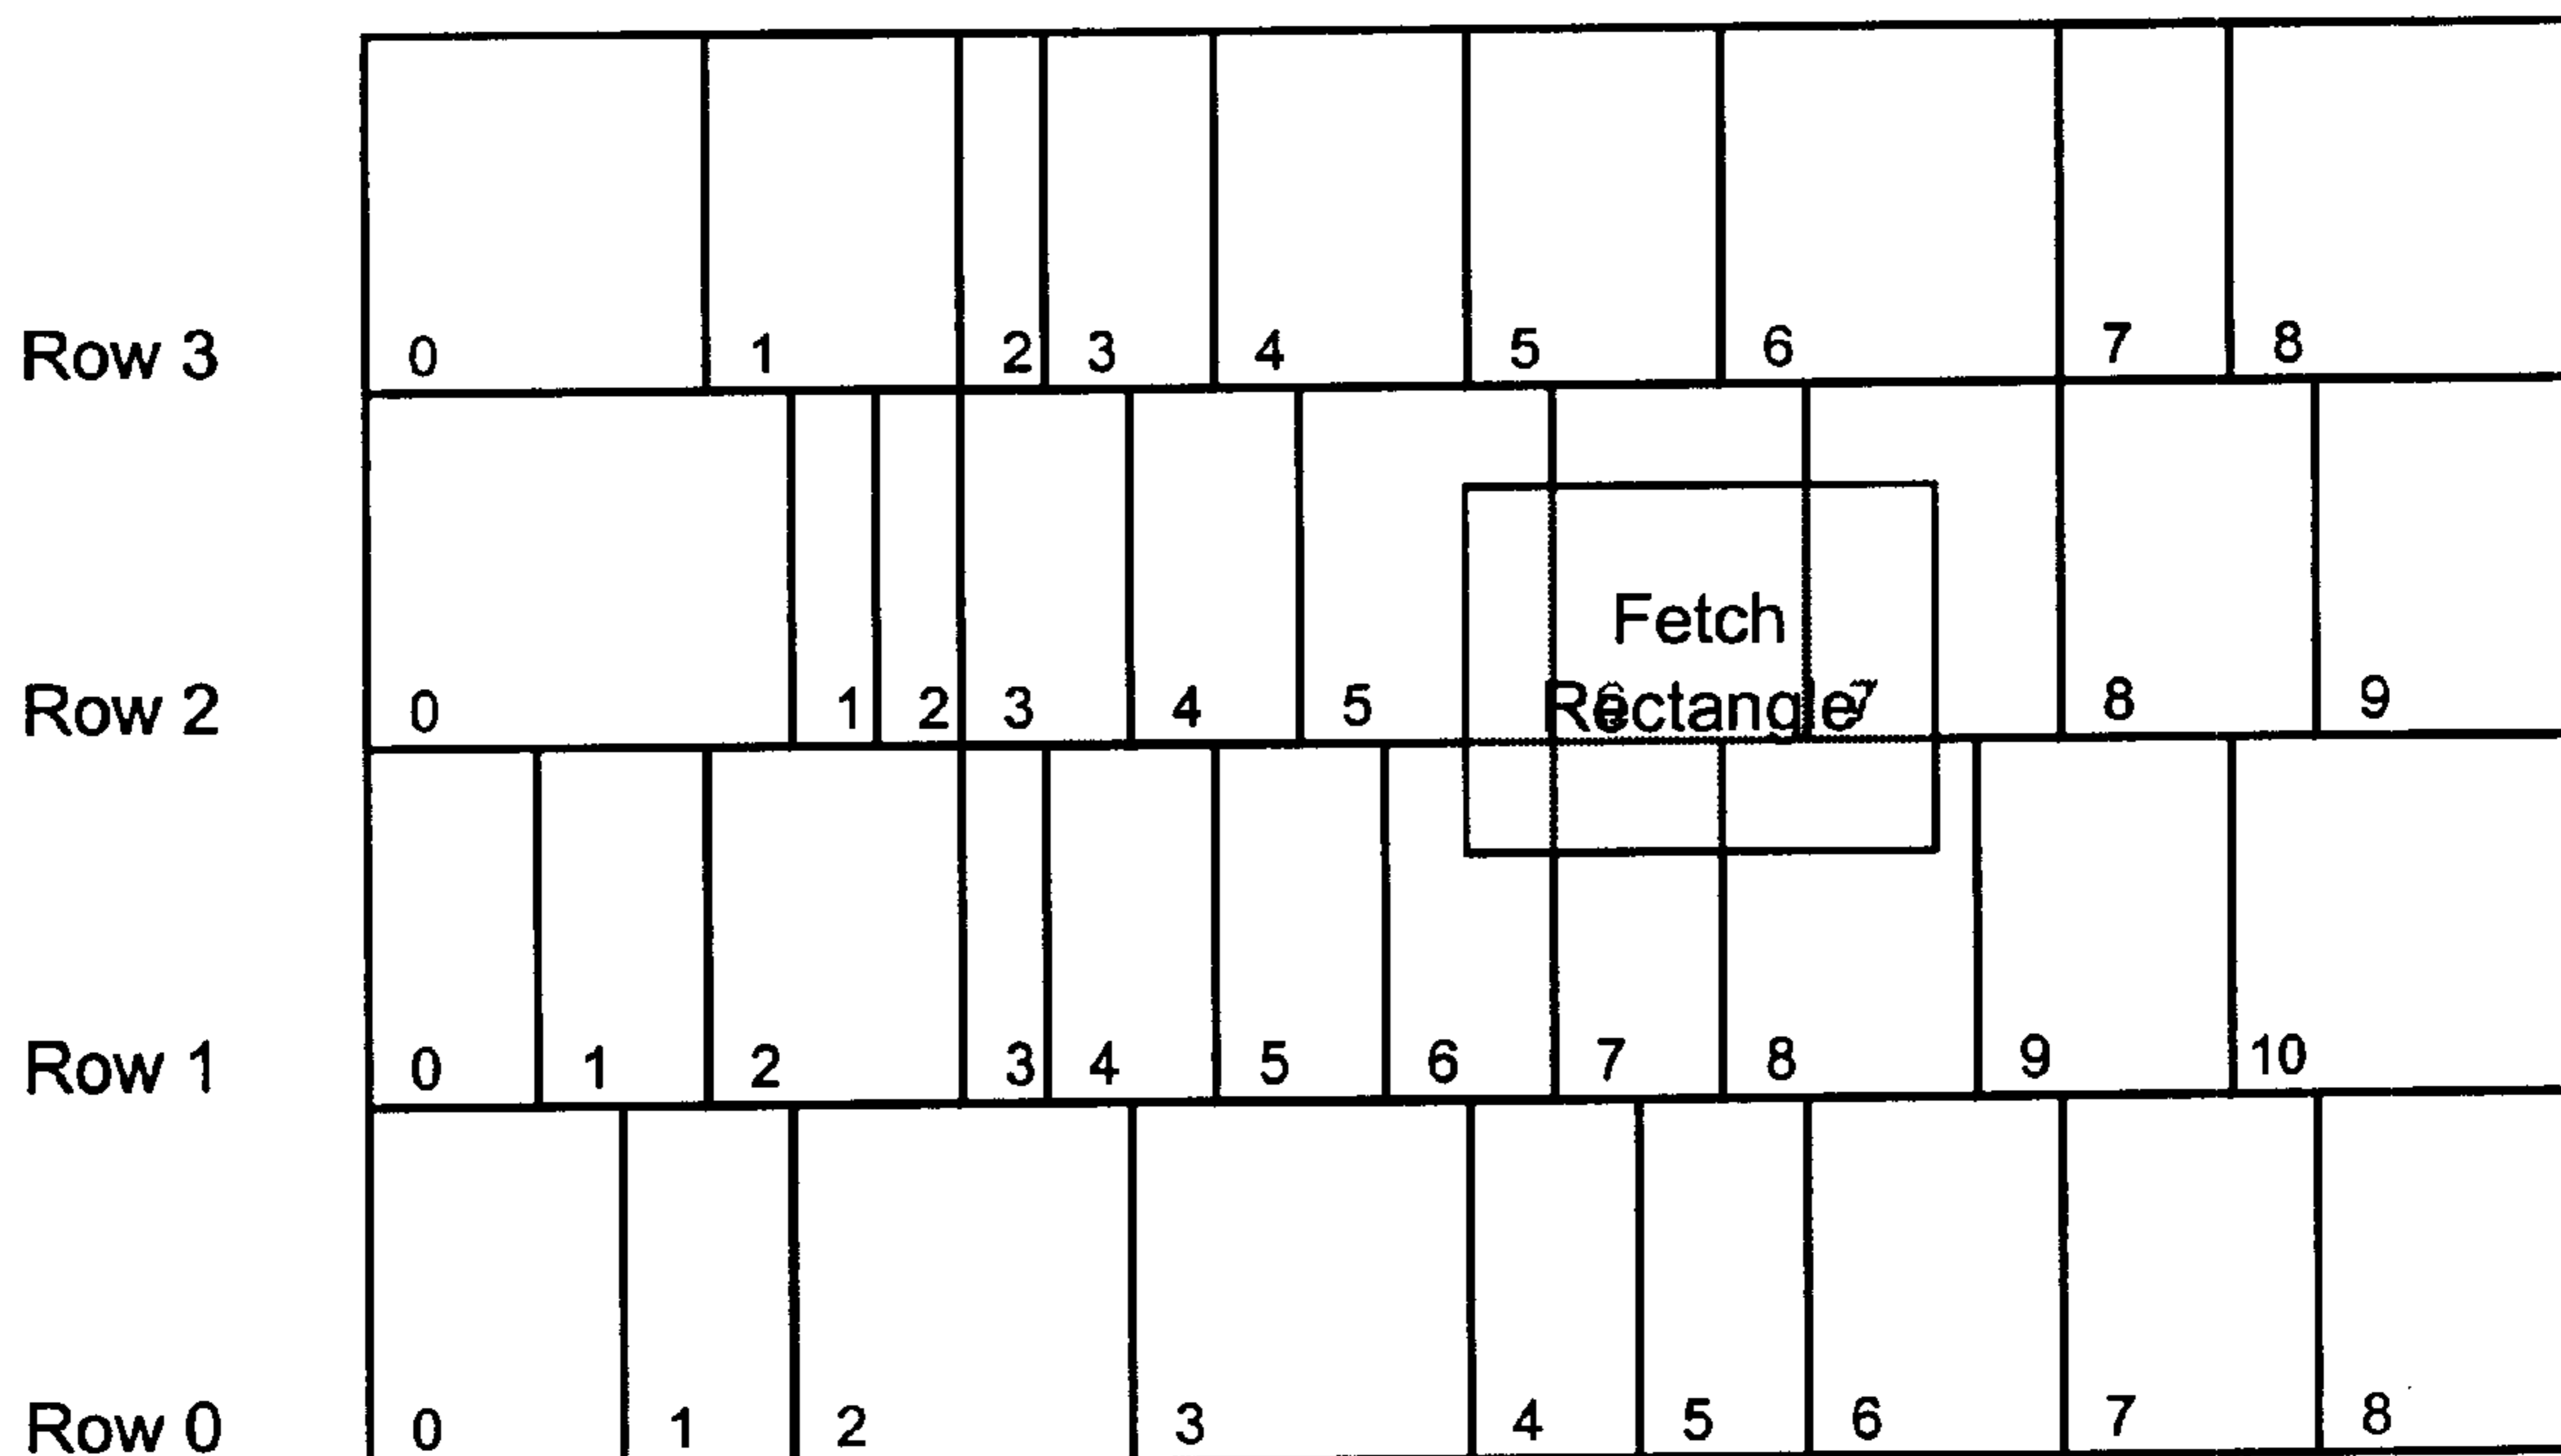 Row 3 0 1 2 3 4 5 6 7 8
Fetch
Rectangle
Row 2 0 1 2 3 4 5 6 7 8 9
Row 1 0 1 2 3 4 5 6 7 8 9 10
Row 0 0 1 2 3 4 5 6 7 8